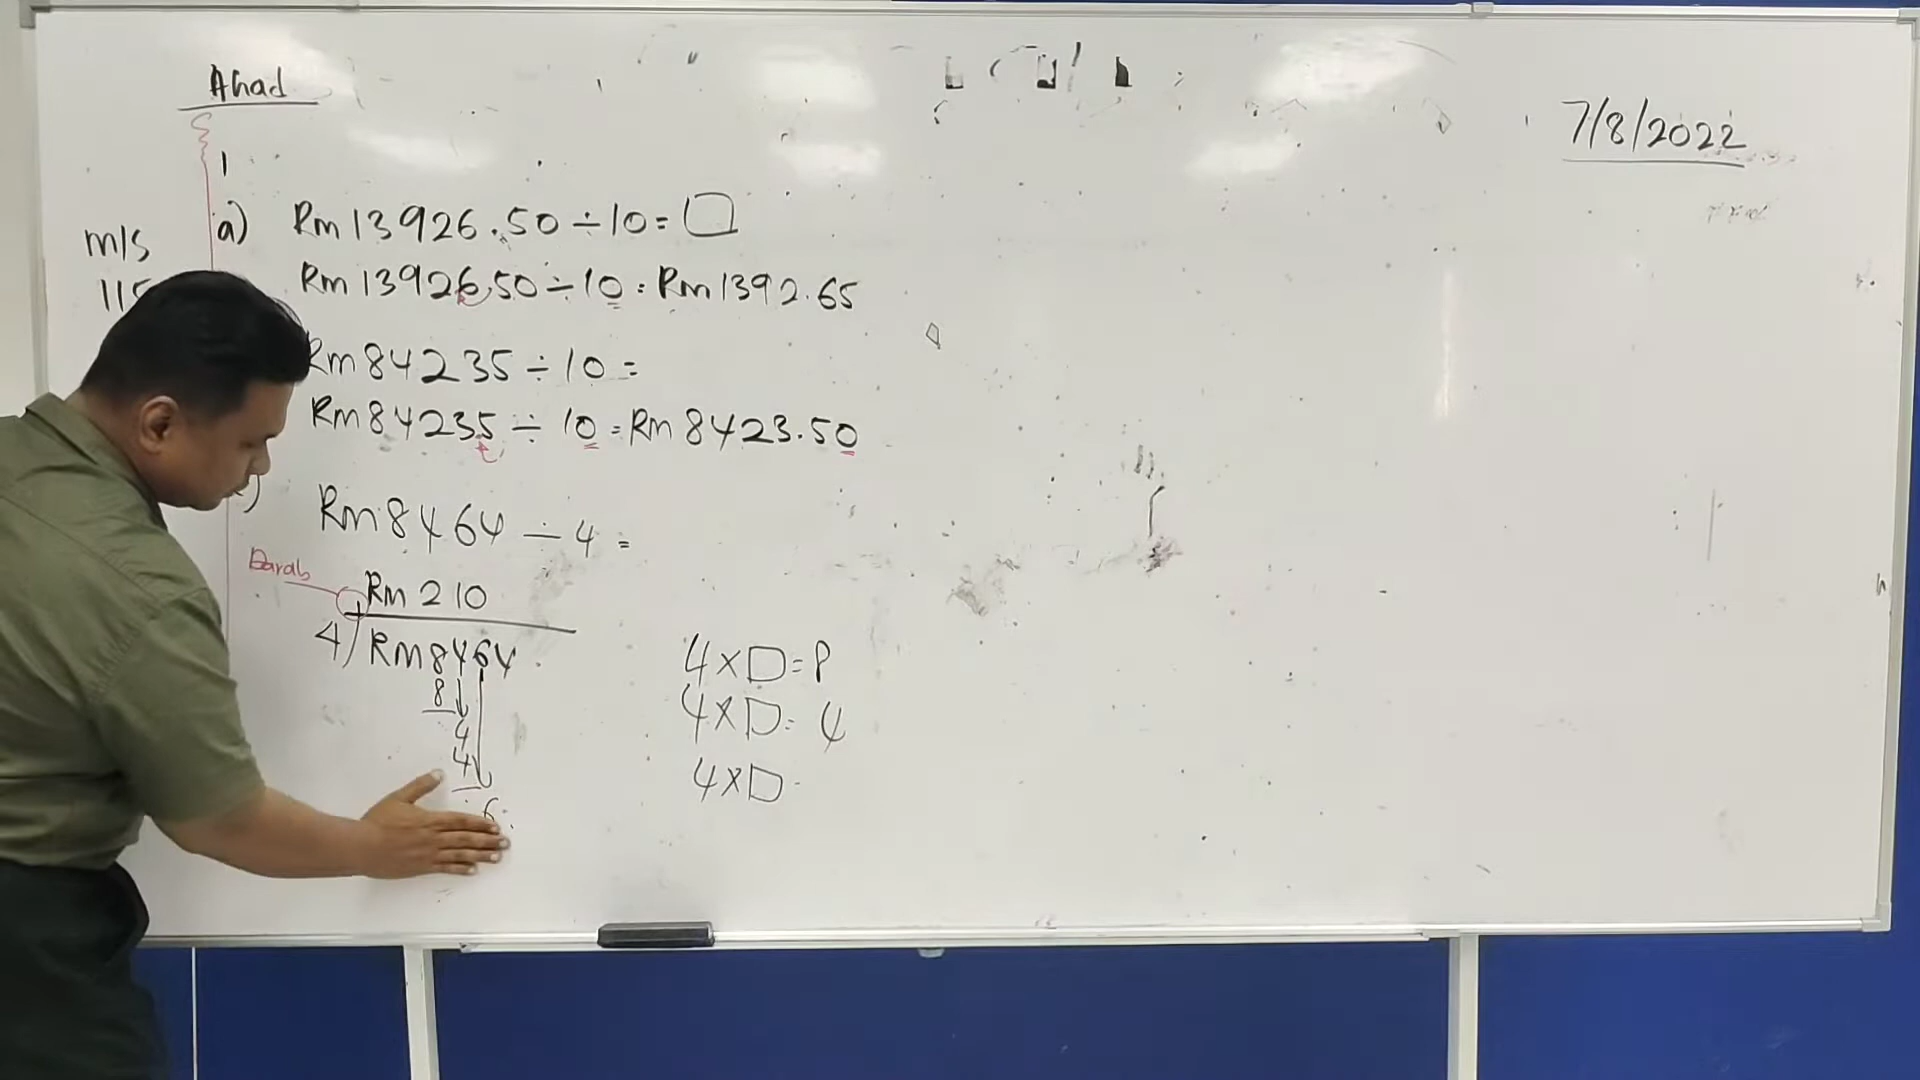 Ahad
7/8/2022
1
a) Rm 13926.50 ÷ 10 = □
m/s
Rm 13926.50 ÷ 10 = Rm 1392.65
Rm 84235 ÷ 10 =
Rm 84235 ÷ 10 = Rm 8423.50
Rm 8464 ÷ 4 =
Darab
Rm 210
4) Rm 8464
8
4
4
6
4 × □ = 8
4 × □ = 4
4 × □